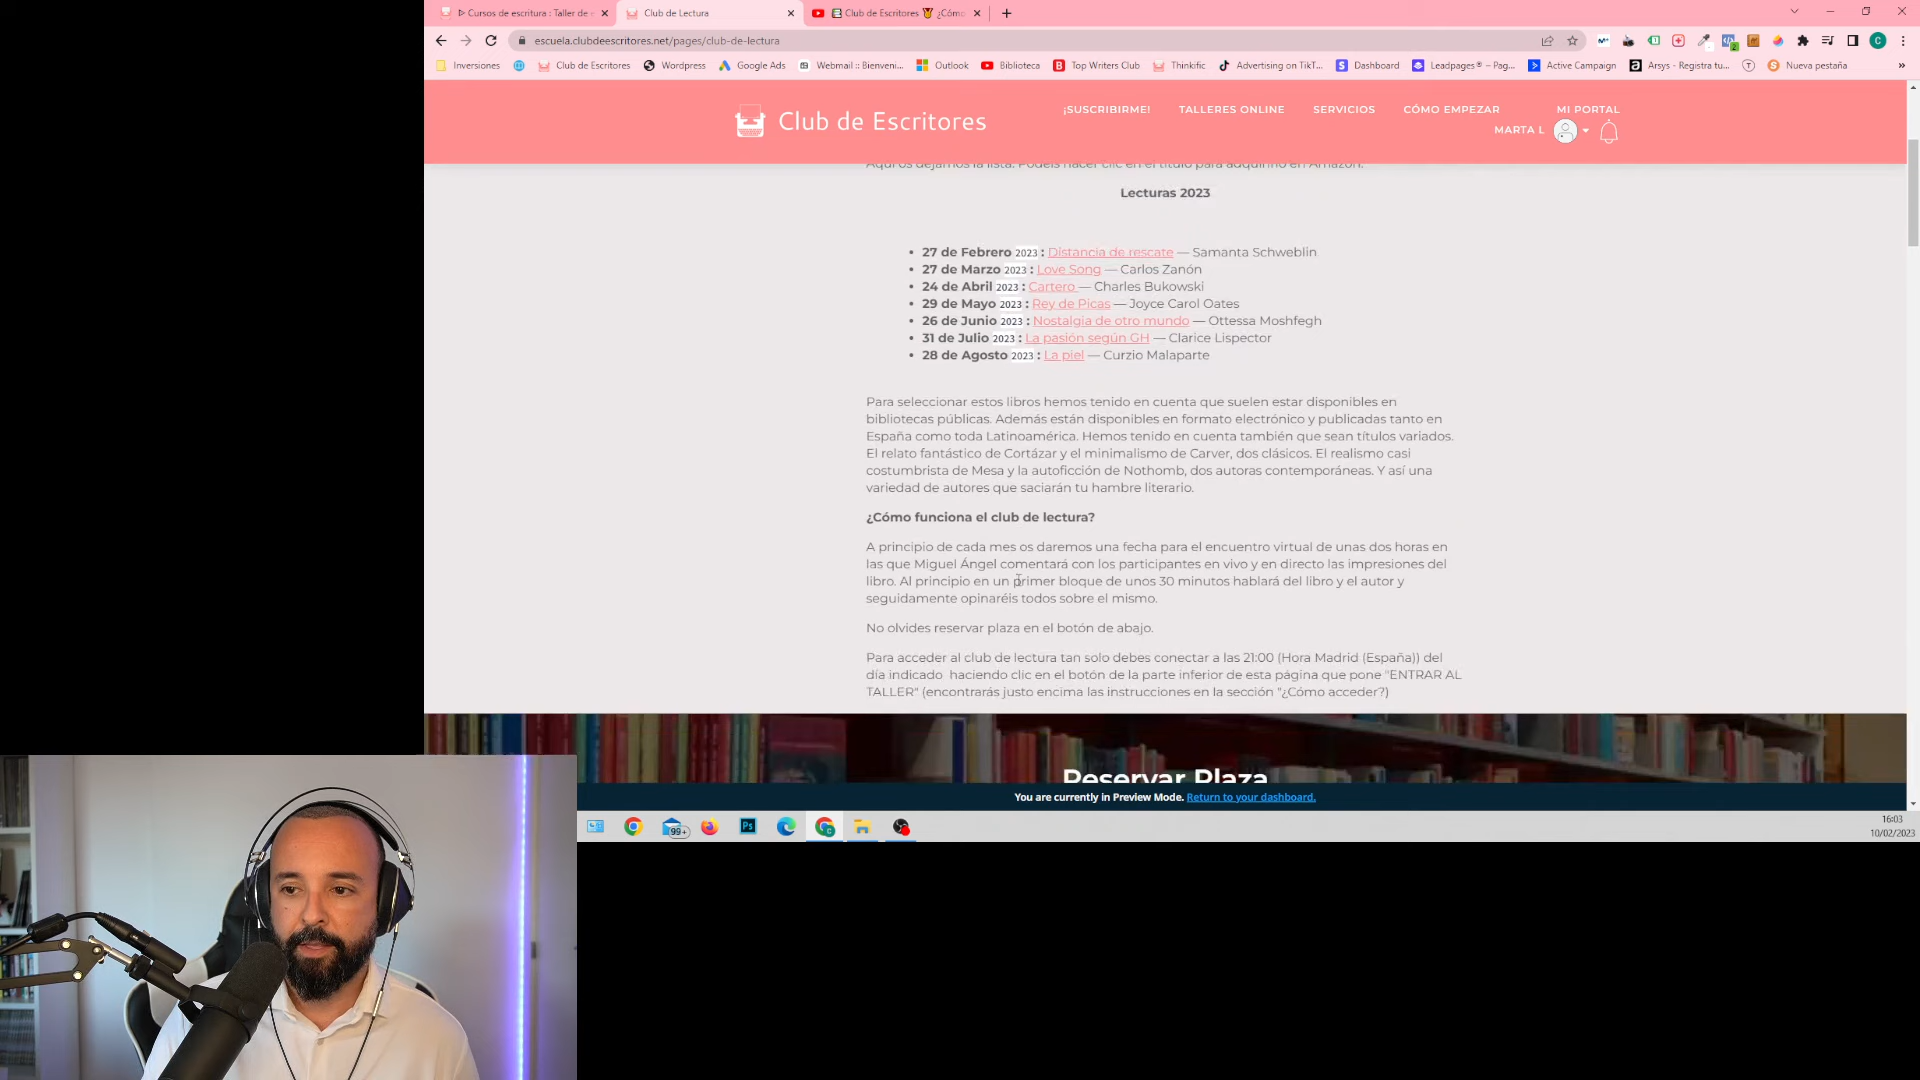 ▷ Cursos de escritura : Taller de e
Club de Lectura
Club de Escritores 🏅 ¿Cómo
escuela.clubdeescritores.net/pages/club-de-lectura
Inversiones
Club de Escritores
Wordpress
Google Ads
Webmail :: Bienveni...
Outlook
Biblioteca
Top Writers Club
Thinkific
Advertising on TikT...
Dashboard
Leadpages® – Pag...
Active Campaign
Arsys - Registra tu...
Nueva pestaña
»
Club de Escritores
¡SUSCRIBIRME!
TALLERES ONLINE
SERVICIOS
CÓMO EMPEZAR
MI PORTAL
MARTA L
Aquí os dejamos la lista. Podéis hacer clic en el título para adquirirlo en Amazon.
Lecturas 2023
• 27 de Febrero 2023 : Distancia de rescate — Samanta Schweblin
• 27 de Marzo 2023 : Love Song — Carlos Zanón
• 24 de Abril 2023 : Cartero — Charles Bukowski
• 29 de Mayo 2023 : Rey de Picas — Joyce Carol Oates
• 26 de Junio 2023 : Nostalgia de otro mundo — Ottessa Moshfegh
• 31 de Julio 2023 : La pasión según GH — Clarice Lispector
• 28 de Agosto 2023 : La piel — Curzio Malaparte
Para seleccionar estos libros hemos tenido en cuenta que suelen estar disponibles en
bibliotecas públicas. Además están disponibles en formato electrónico y publicadas tanto en
España como toda Latinoamérica. Hemos tenido en cuenta también que sean títulos variados.
El relato fantástico de Cortázar y el minimalismo de Carver, dos clásicos. El realismo casi
costumbrista de Mesa y la autoficción de Nothomb, dos autoras contemporáneas. Y así una
variedad de autores que saciarán tu hambre literario.
¿Cómo funciona el club de lectura?
A principio de cada mes os daremos una fecha para el encuentro virtual de unas dos horas en
las que Miguel Ángel comentará con los participantes en vivo y en directo las impresiones del
libro. Al principio en un primer bloque de unos 30 minutos hablará del libro y el autor y
seguidamente opinaréis todos sobre el mismo.
No olvides reservar plaza en el botón de abajo.
Para acceder al club de lectura tan solo debes conectar a las 21:00 (Hora Madrid (España)) del
día indicado haciendo clic en el botón de la parte inferior de esta página que pone "ENTRAR AL
TALLER" (encontrarás justo encima las instrucciones en la sección "¿Cómo acceder?)
Reservar Plaza
You are currently in Preview Mode. Return to your dashboard.
99+
Ps
16:03
10/02/2023